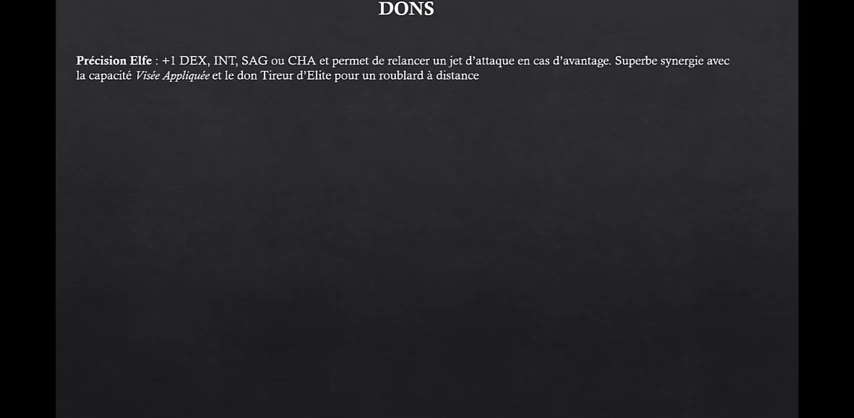 DONS
Précision Elfe : +1 DEX, INT, SAG ou CHA et permet de relancer un jet d’attaque en cas d’avantage. Superbe synergie avec
la capacité Visée Appliquée et le don Tireur d’Elite pour un roublard à distance